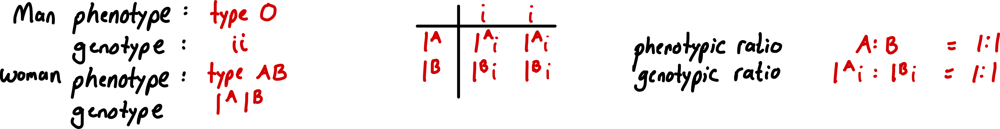 Man phenotype : type O
genotype : ii
woman phenotype : type AB
genotype I^A I^B
i i
I^A I^A i I^A i
I^B I^B i I^B i
phenotypic ratio A : B = 1 : 1
genotypic ratio I^A i : I^B i = 1 : 1